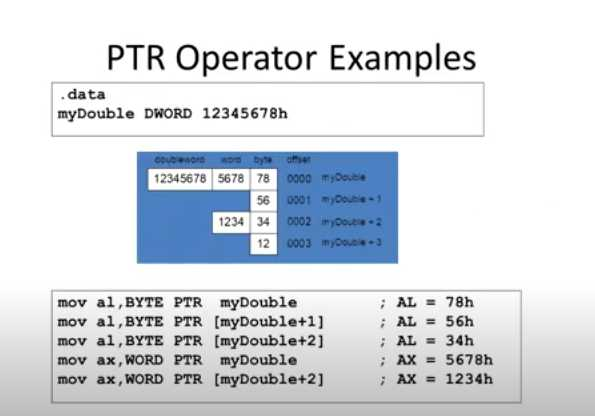 PTR Operator Examples
.data
myDouble DWORD 12345678h
doubleword word byte offset
12345678 5678 78 0000 myDouble
56 0001 myDouble + 1
1234 34 0002 myDouble + 2
12 0003 myDouble + 3
mov al,BYTE PTR myDouble ; AL = 78h
mov al,BYTE PTR [myDouble+1] ; AL = 56h
mov al,BYTE PTR [myDouble+2] ; AL = 34h
mov ax,WORD PTR myDouble ; AX = 5678h
mov ax,WORD PTR [myDouble+2] ; AX = 1234h